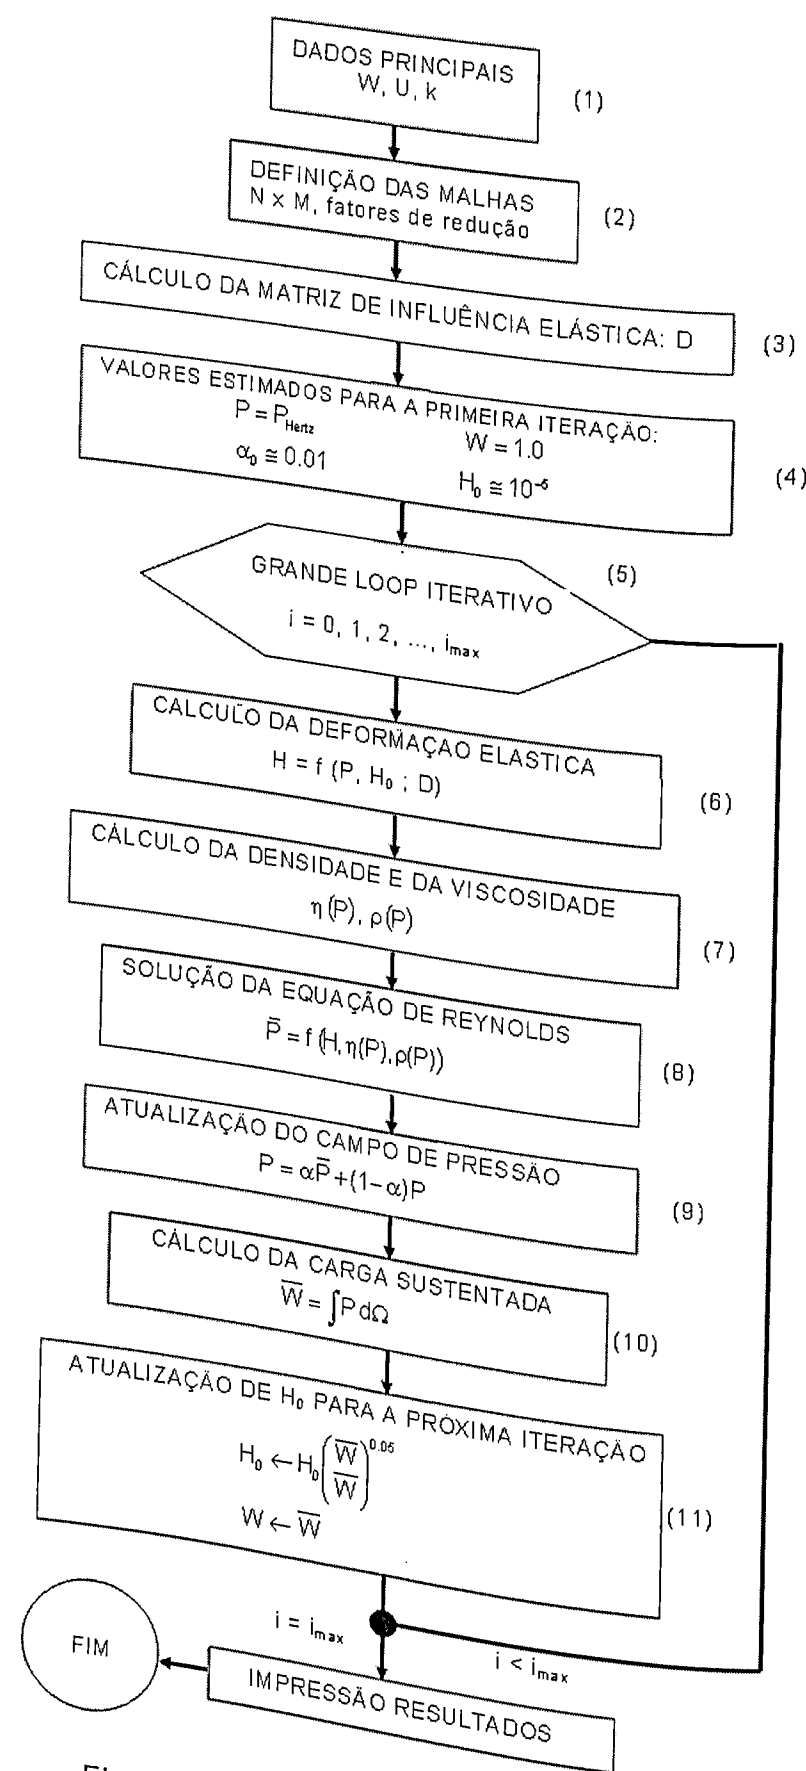 DADOS PRINCIPAIS
W, U, k
(1)
DEFINIÇÃO DAS MALHAS
N x M, fatores de redução
(2)
CÁLCULO DA MATRIZ DE INFLUÊNCIA ELÁSTICA: D
(3)
VALORES ESTIMADOS PARA A PRIMEIRA ITERAÇÃO:
P = P_Hertz W = 1.0
α₀ ≅ 0.01 H₀ ≅ 10⁻⁵
(4)
GRANDE LOOP ITERATIVO
(5)
i = 0, 1, 2, ..., i_max
CALCULO DA DEFORMAÇAO ELASTICA
H = f (P, H₀ ; D)
(6)
CÁLCULO DA DENSIDADE E DA VISCOSIDADE
η (P), ρ(P)
(7)
SOLUÇÃO DA EQUAÇÃO DE REYNOLDS
P̅ = f (H, η(P), ρ(P))
(8)
ATUALIZAÇÃO DO CAMPO DE PRESSÃO
P = αP̅ + (1-α)P
(9)
CÁLCULO DA CARGA SUSTENTADA
W̅ = ∫P dΩ
(10)
ATUALIZAÇÃO DE H₀ PARA A PRÓXIMA ITERAÇÃO
H₀ ← H₀ (W̅/W̅)^0.05
W ← W̅
(11)
i = i_max
i < i_max
FIM
IMPRESSÃO RESULTADOS